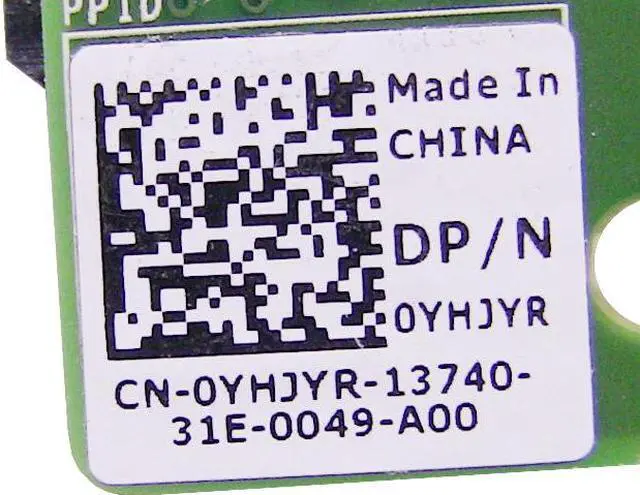 PPID
Made In
CHINA
DP/N
0YHJYR
CN-0YHJYR-13740-
31E-0049-A00